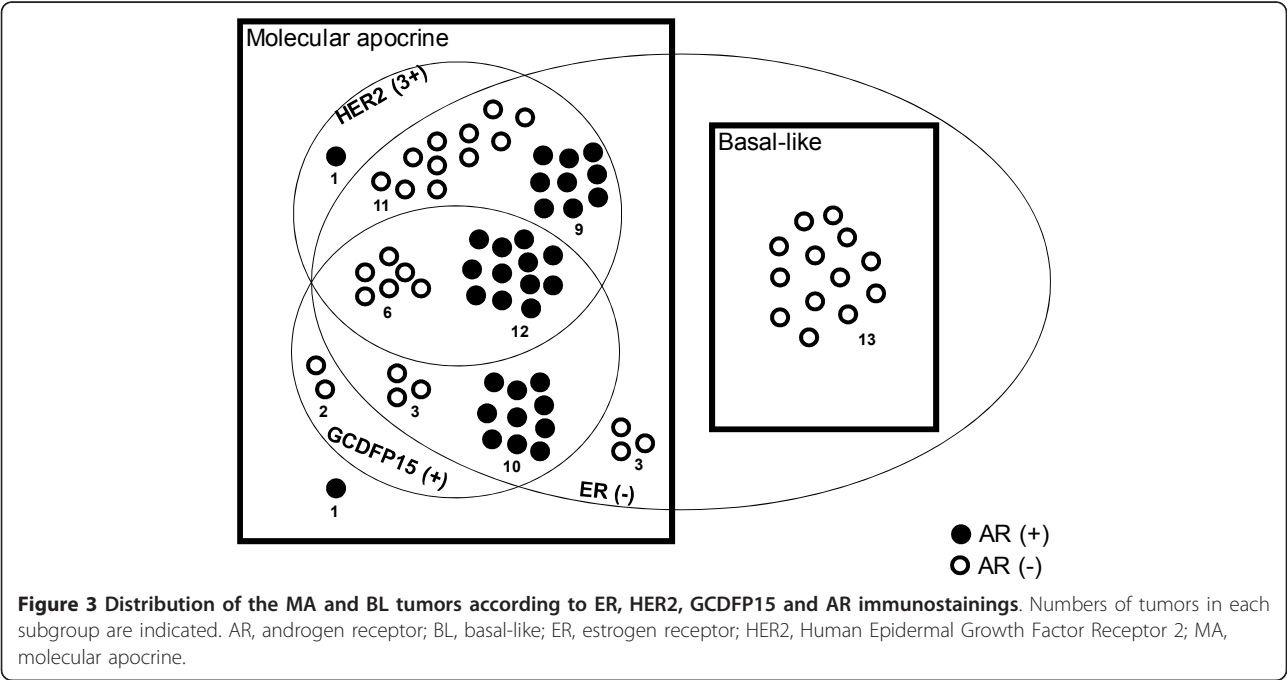 Molecular apocrine
HER2 (3+)
Basal-like
1
11
9
6
12
13
2
3
GCDFP15 (+)
10
3
1
ER (-)
AR (+)
AR (-)
Figure 3 Distribution of the MA and BL tumors according to ER, HER2, GCDFP15 and AR immunostainings. Numbers of tumors in each
subgroup are indicated. AR, androgen receptor; BL, basal-like; ER, estrogen receptor; HER2, Human Epidermal Growth Factor Receptor 2; MA,
molecular apocrine.